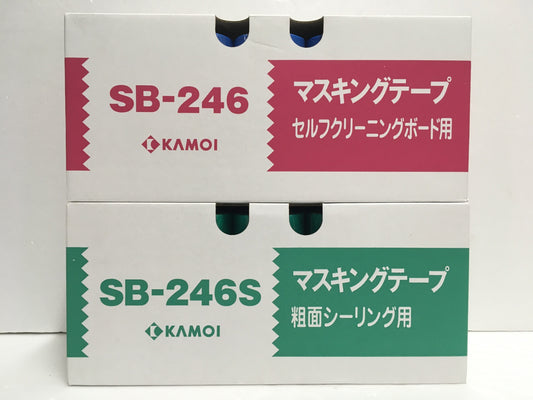 SB-246
KAMOI
マスキングテープ
セルフクリーニングボード用
SB-246S
KAMOI
マスキングテープ
粗面シーリング用